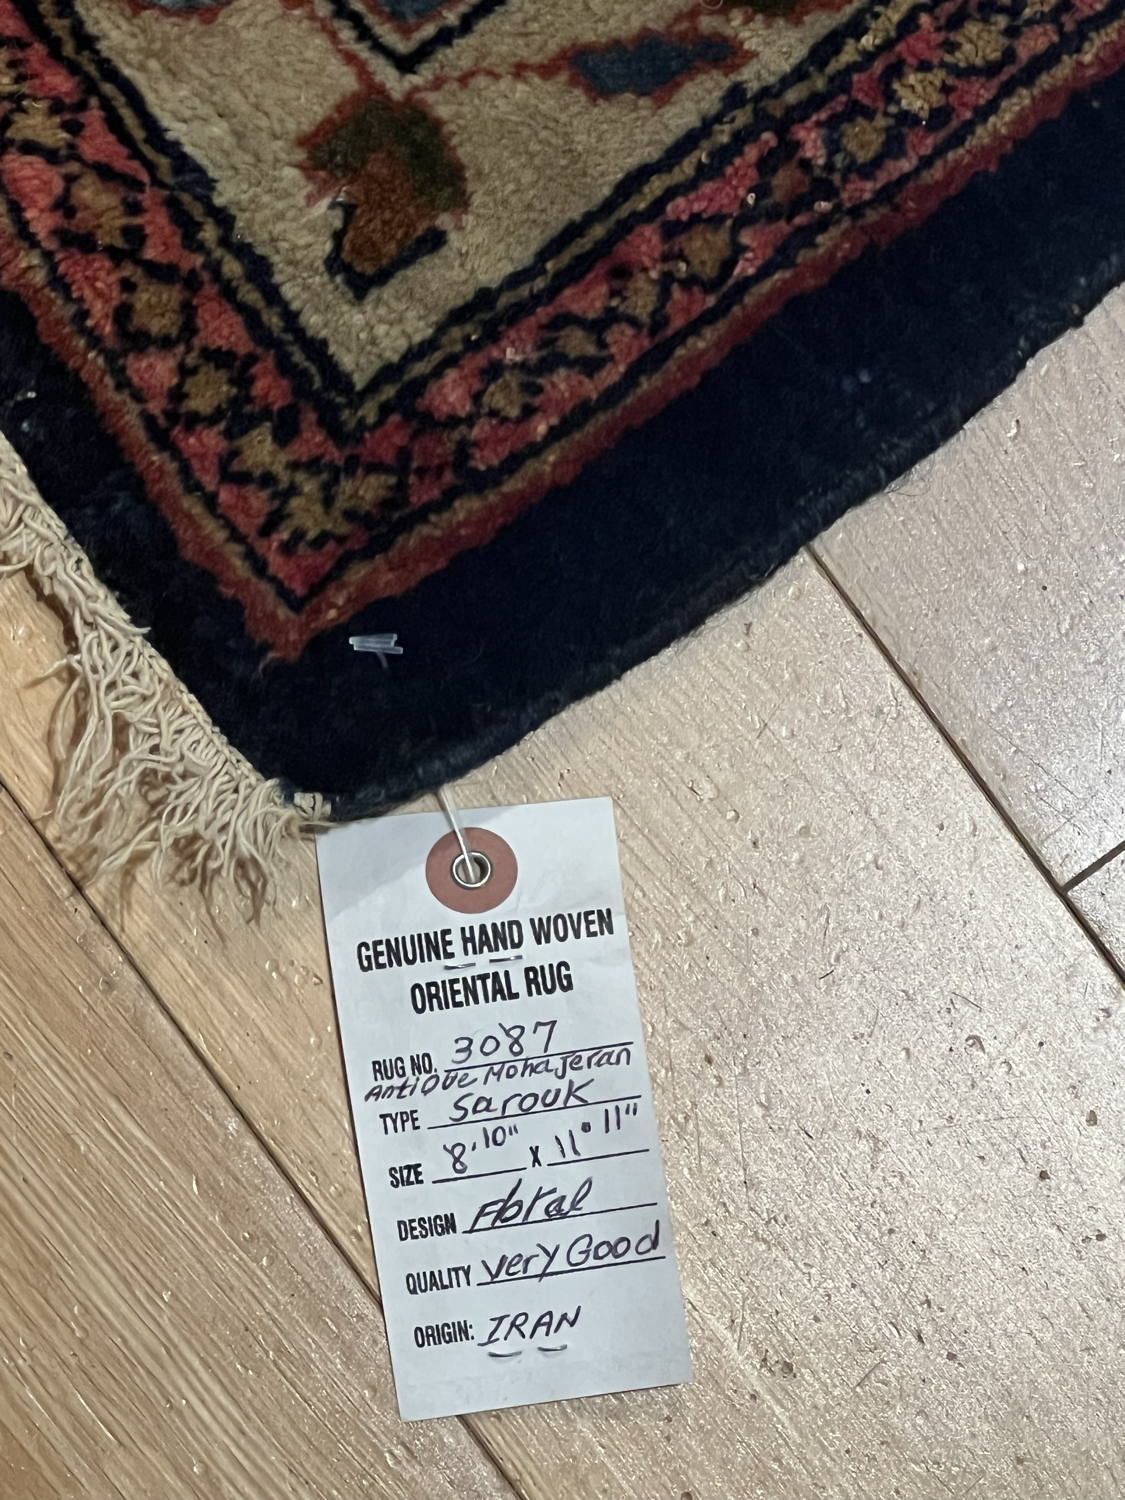 GENUINE HAND WOVEN
ORIENTAL RUG
RUG NO. 3087
Antique Mohajeran
TYPE Sarouk
SIZE 8'10" X 11'11"
DESIGN Floral
QUALITY Very Good
ORIGIN: IRAN